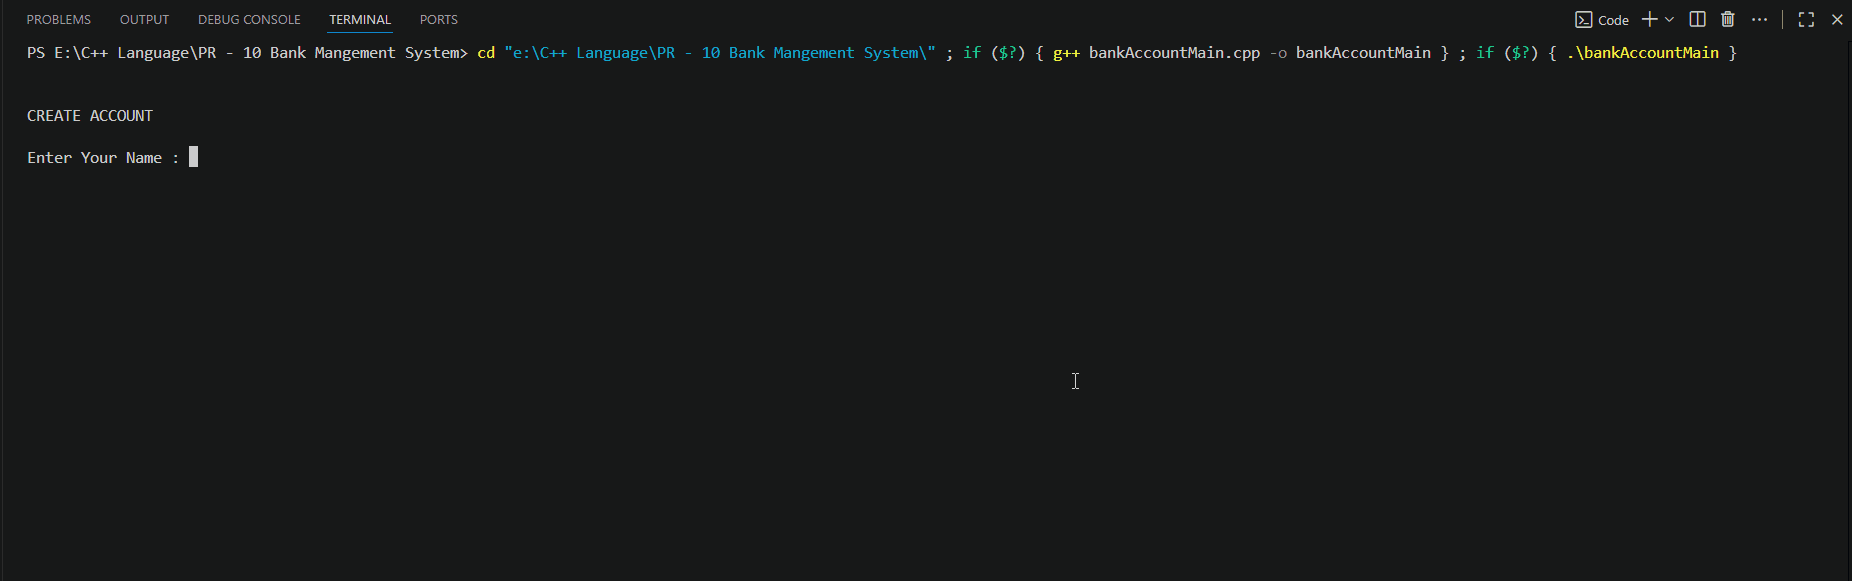 PROBLEMS OUTPUT DEBUG CONSOLE TERMINAL PORTS Code
PS E:\C++ Language\PR - 10 Bank Mangement System> cd "e:\C++ Language\PR - 10 Bank Mangement System\" ; if ($?) { g++ bankAccountMain.cpp -o bankAccountMain } ; if ($?) { .\bankAccountMain }
CREATE ACCOUNT
Enter Your Name :